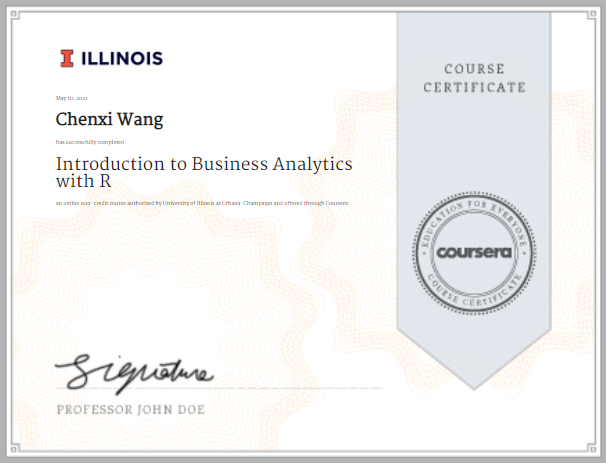 ILLINOIS
May 10, 2021
Chenxi Wang
has successfully completed
Introduction to Business Analytics
with R
an online non-credit course authorized by University of Illinois at Urbana-Champaign and offered through Coursera
COURSE
CERTIFICATE
EDUCATION FOR EVERYONE
coursera
COURSE CERTIFICATE
Signature
PROFESSOR JOHN DOE